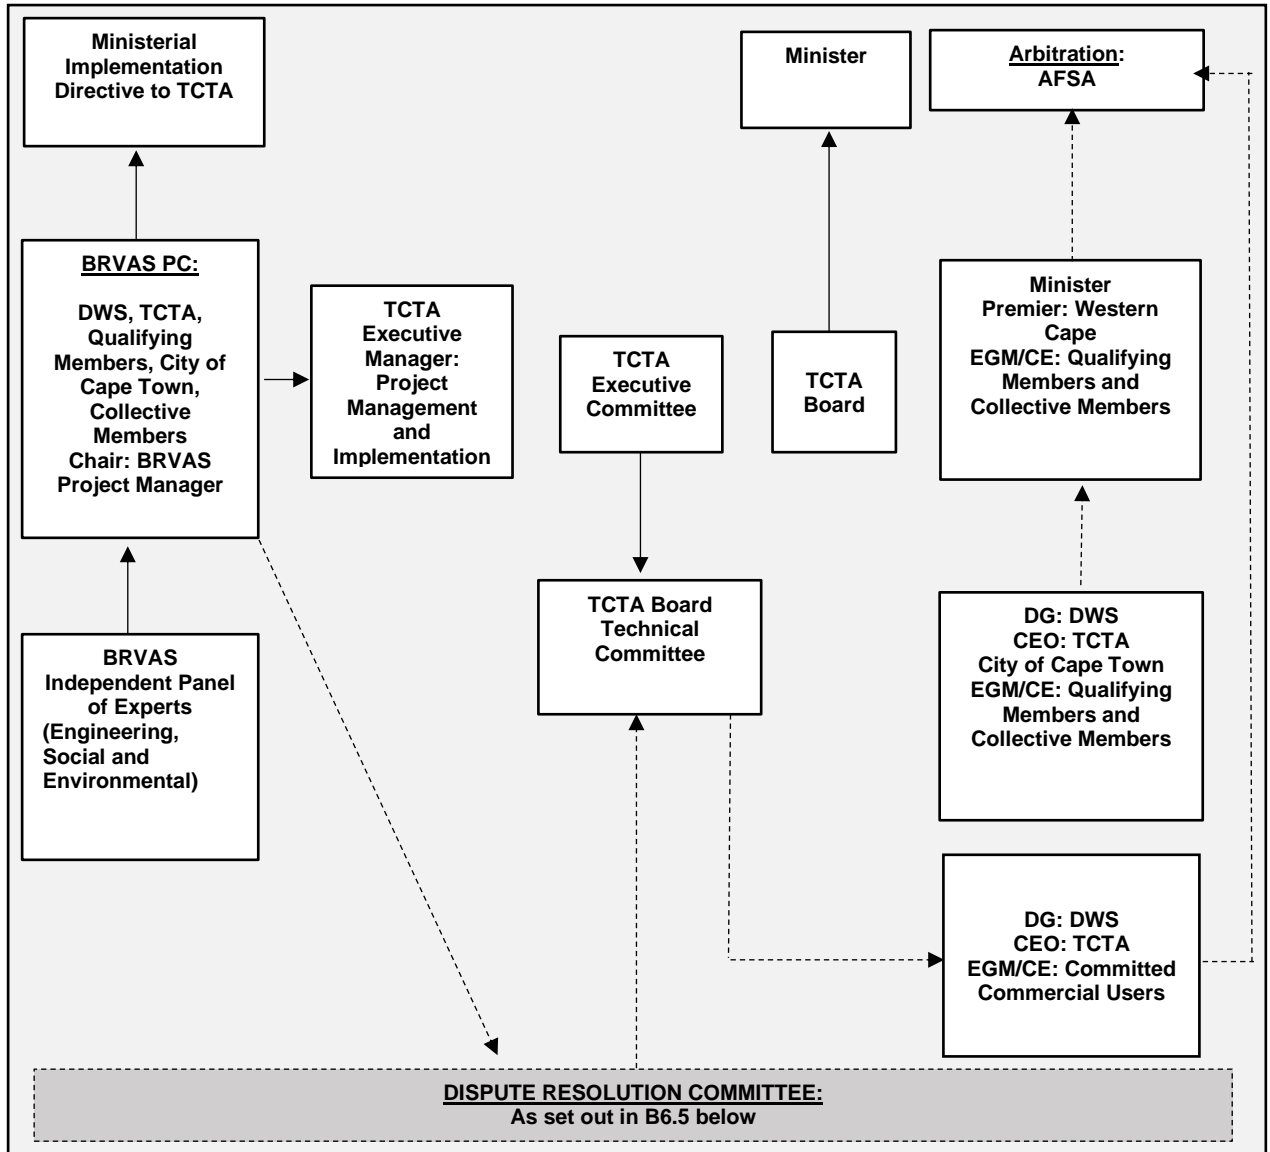 Ministerial
Implementation
Directive to TCTA
Minister
Arbitration:
AFSA
BRVAS PC:
DWS, TCTA,
Qualifying
Members, City of
Cape Town,
Collective
Members
Chair: BRVAS
Project Manager
TCTA
Executive
Manager:
Project
Management
and
Implementation
TCTA
Executive
Committee
TCTA
Board
Minister
Premier: Western
Cape
EGM/CE: Qualifying
Members and
Collective Members
BRVAS
Independent Panel
of Experts
(Engineering,
Social and
Environmental)
TCTA Board
Technical
Committee
DG: DWS
CEO: TCTA
City of Cape Town
EGM/CE: Qualifying
Members and
Collective Members
DG: DWS
CEO: TCTA
EGM/CE: Committed
Commercial Users
DISPUTE RESOLUTION COMMITTEE:
As set out in B6.5 below